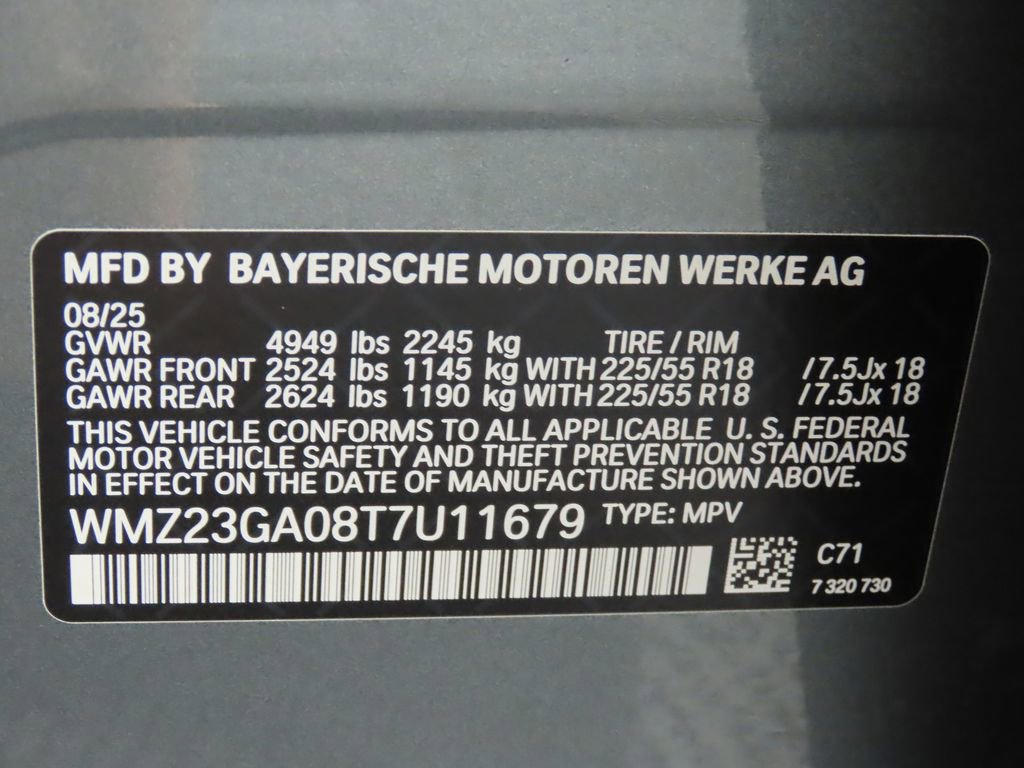 MFD BY BAYERISCHE MOTOREN WERKE AG
08/25
GVWR 4949 lbs 2245 kg TIRE / RIM
GAWR FRONT 2524 lbs 1145 kg WITH 225/55 R18 /7.5Jx 18
GAWR REAR 2624 lbs 1190 kg WITH 225/55 R18 /7.5Jx 18
THIS VEHICLE CONFORMS TO ALL APPLICABLE U. S. FEDERAL
MOTOR VEHICLE SAFETY AND THEFT PREVENTION STANDARDS
IN EFFECT ON THE DATE OF MANUFACTURE SHOWN ABOVE.
WMZ23GA08T7U11679 TYPE: MPV
C71
7 320 730